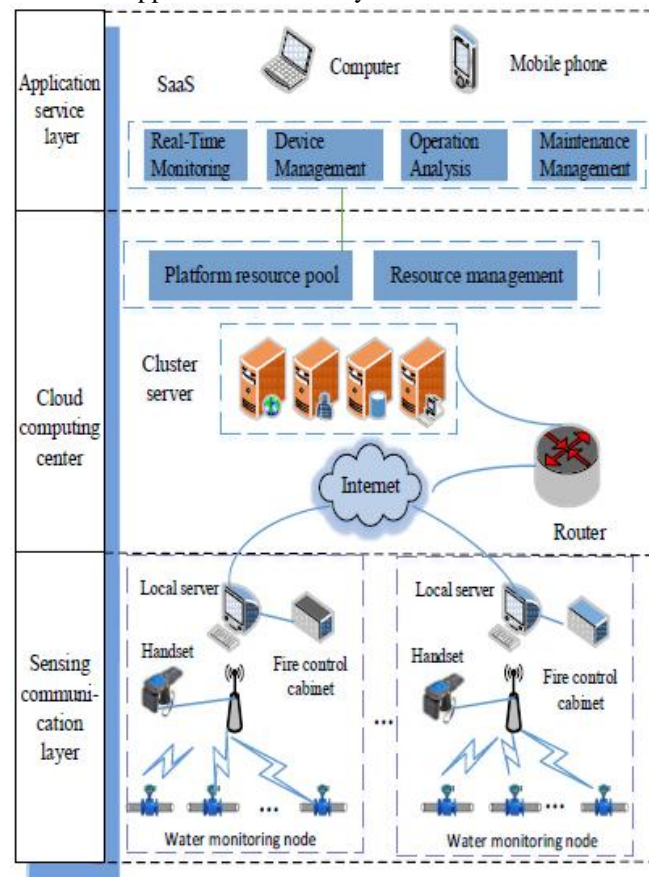 Application
service
layer
SaaS
Computer
Mobile phone
Real-Time
Monitoring
Device
Management
Operation
Analysis
Maintenance
Management
Cloud
computing
center
Platform resource pool
Resource management
Cluster
server
Internet
Router
Sensing
communi-
cation
layer
Local server
Handset
Fire control
cabinet
...
Water monitoring node
...
Local server
Handset
Fire control
cabinet
...
Water monitoring node